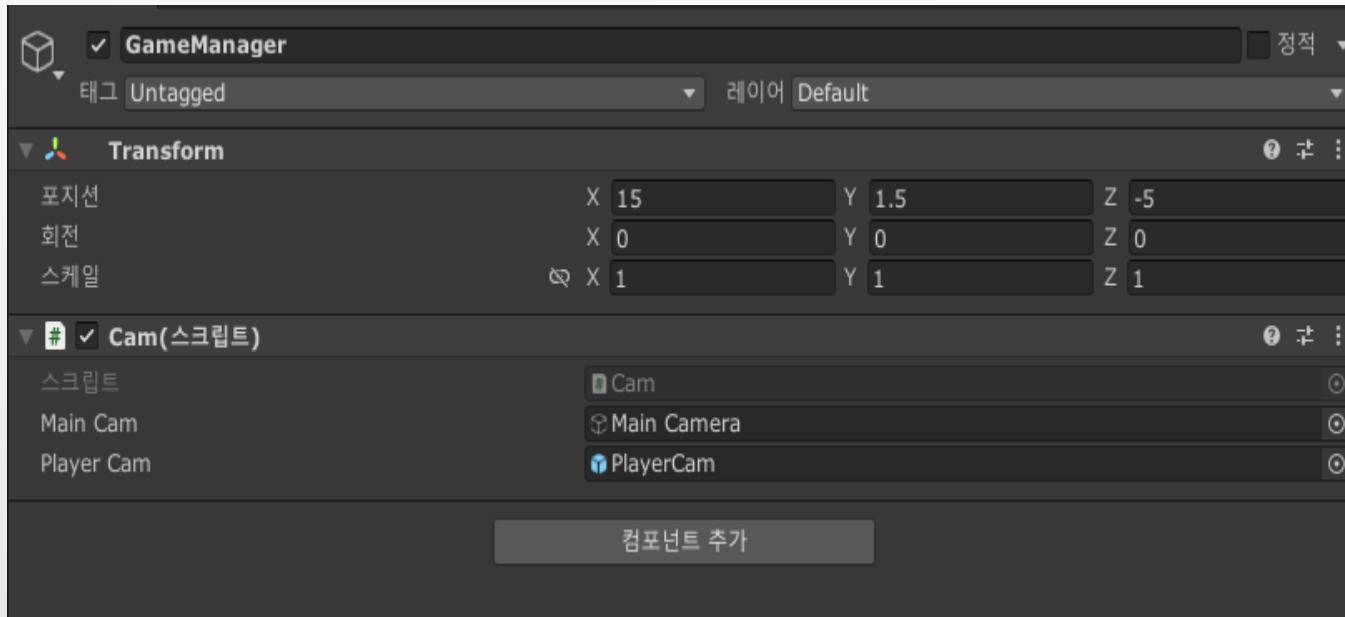 GameManager 정적
태그 Untagged 레이어 Default
Transform
포지션 X 15 Y 1.5 Z -5
회전 X 0 Y 0 Z 0
스케일 X 1 Y 1 Z 1
# Cam(스크립트)
스크립트 # Cam
Main Cam Main Camera
Player Cam PlayerCam
컴포넌트 추가